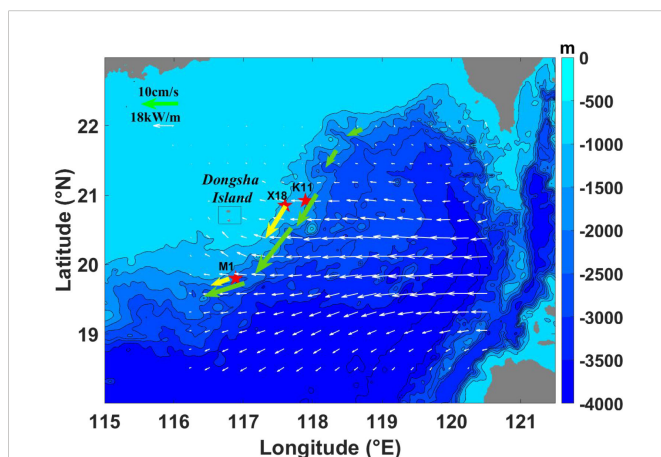 m
0
10cm/s
-500
22
18kW/m
-1000
Dongsha
Island
X18
K11
21
-1500
-2000
20
M1
-2500
-3000
19
-3500
-4000
115
116
117
118
119
120
121
Latitude (°N)
Longitude (°E)